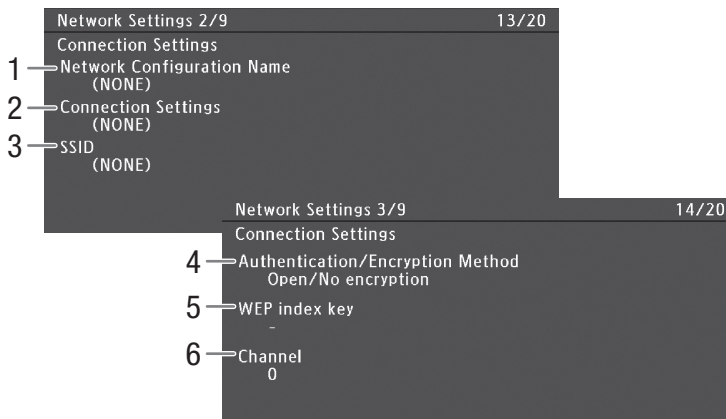 Network Settings 2/9 13/20
Connection Settings
1 Network Configuration Name
(NONE)
2 Connection Settings
(NONE)
3 SSID
(NONE)
Network Settings 3/9 14/20
Connection Settings
4 Authentication/Encryption Method
Open/No encryption
5 WEP index key
-
6 Channel
0